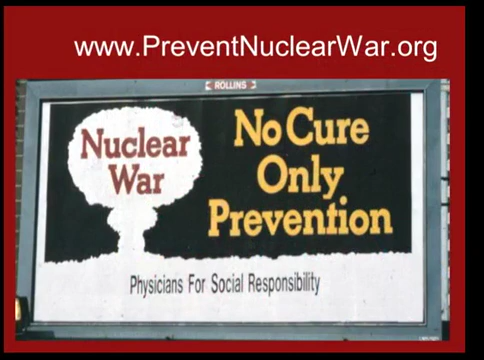 www.PreventNuclearWar.org
ROLLINS
Nuclear
War
No Cure
Only
Prevention
Physicians For Social Responsibility